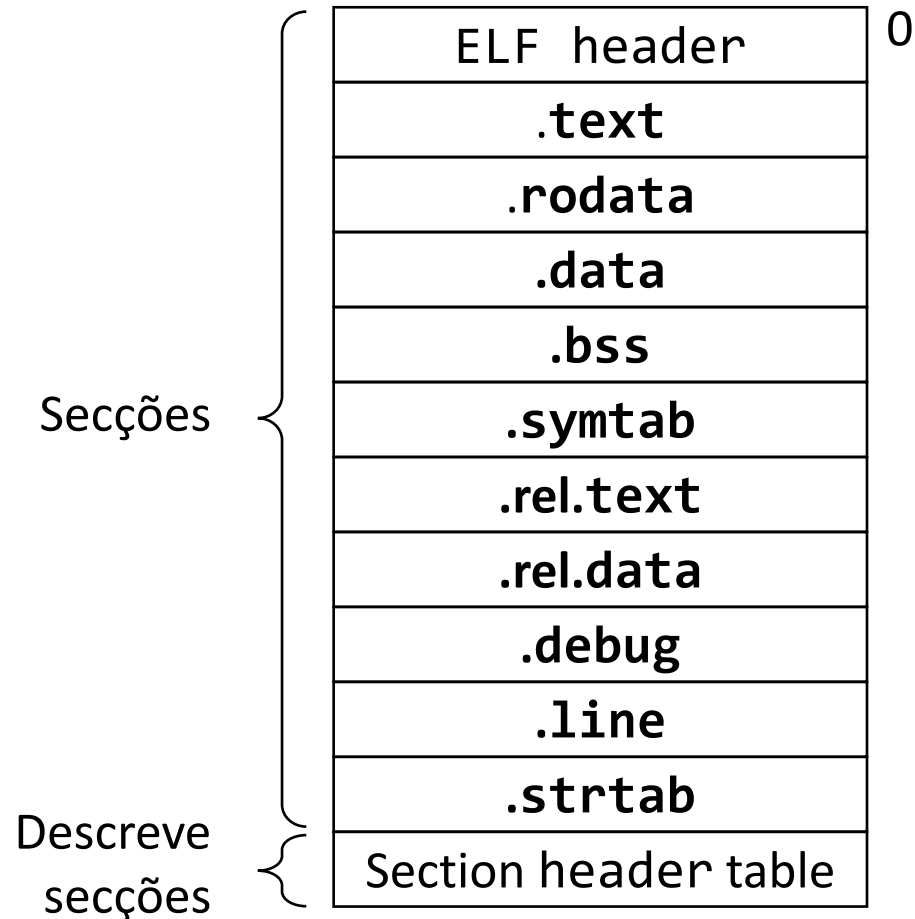 ELF header
0
.text
.rodata
.data
.bss
Secções
.symtab
.rel.text
.rel.data
.debug
.line
.strtab
Descreve
secções
Section header table